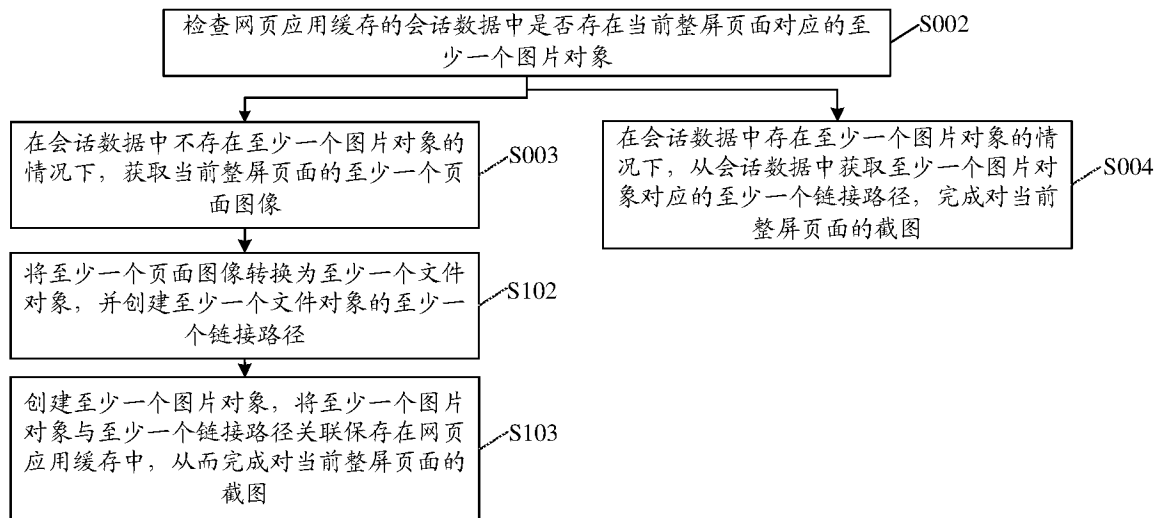 检查网页应用缓存的会话数据中是否存在当前整屏页面对应的至
少一个图片对象
S002
在会话数据中不存在至少一个图片对象的
情况下，获取当前整屏页面的至少一个页
面图像
S003
在会话数据中存在至少一个图片对象的情
况下，从会话数据中获取至少一个图片对
象对应的至少一个链接路径，完成对当前
整屏页面的截图
S004
将至少一个页面图像转换为至少一个文件
对象，并创建至少一个文件对象的至少一
个链接路径
S102
创建至少一个图片对象，将至少一个图片
对象与至少一个链接路径关联保存在网页
应用缓存中，从而完成对当前整屏页面的
截图
S103